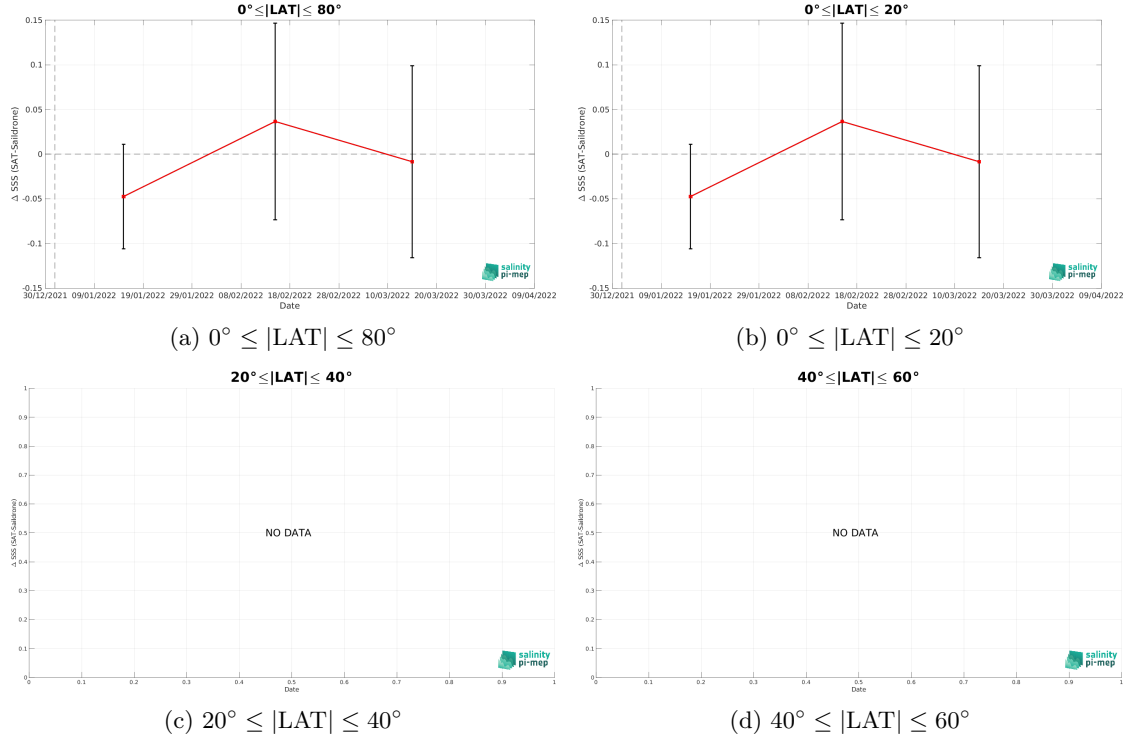 0°≤|LAT|≤ 80°
0.15
0.1
0.05
0
-0.05
-0.1
-0.15
Δ SSS (SAT-Saildrone)
30/12/2021 09/01/2022 19/01/2022 29/01/2022 08/02/2022 18/02/2022 28/02/2022 10/03/2022 20/03/2022 30/03/2022 09/04/2022
Date
salinity
pi-mep
(a) 0° ≤ |LAT| ≤ 80°
0°≤|LAT|≤ 20°
0.15
0.1
0.05
0
-0.05
-0.1
-0.15
Δ SSS (SAT-Saildrone)
30/12/2021 09/01/2022 19/01/2022 29/01/2022 08/02/2022 18/02/2022 28/02/2022 10/03/2022 20/03/2022 30/03/2022 09/04/2022
Date
salinity
pi-mep
(b) 0° ≤ |LAT| ≤ 20°
20°≤|LAT|≤ 40°
1
0.9
0.8
0.7
0.6
0.5
0.4
0.3
0.2
0.1
0
Δ SSS (SAT-Saildrone)
NO DATA
0 0.1 0.2 0.3 0.4 0.5 0.6 0.7 0.8 0.9 1
Date
salinity
pi-mep
(c) 20° ≤ |LAT| ≤ 40°
40°≤|LAT|≤ 60°
1
0.9
0.8
0.7
0.6
0.5
0.4
0.3
0.2
0.1
0
Δ SSS (SAT-Saildrone)
NO DATA
0 0.1 0.2 0.3 0.4 0.5 0.6 0.7 0.8 0.9 1
Date
salinity
pi-mep
(d) 40° ≤ |LAT| ≤ 60°